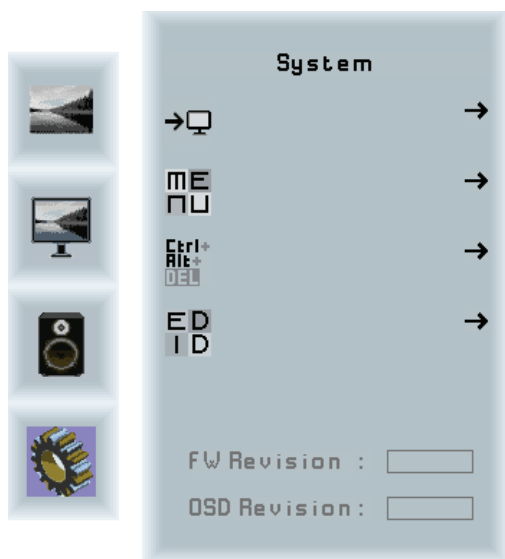 System
ME
NU
Ctrl+
Alt+
DEL
ED
ID
FW Revision :
OSD Revision :